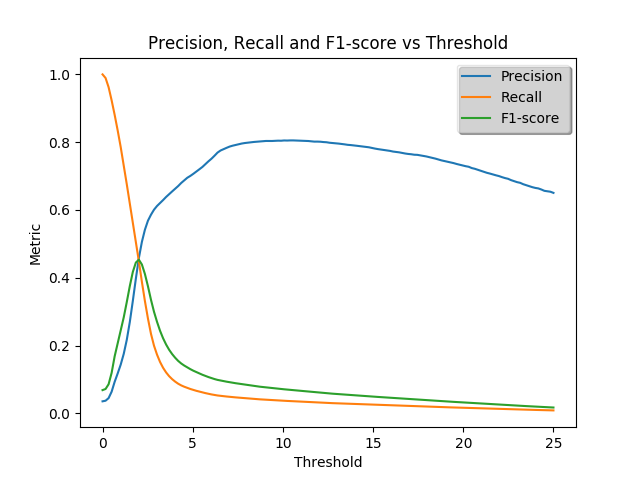 Precision, Recall and F1-score vs Threshold
Precision
Recall
F1-score
Metric
1.0
0.8
0.6
0.4
0.2
0.0
0 5 10 15 20 25
Threshold